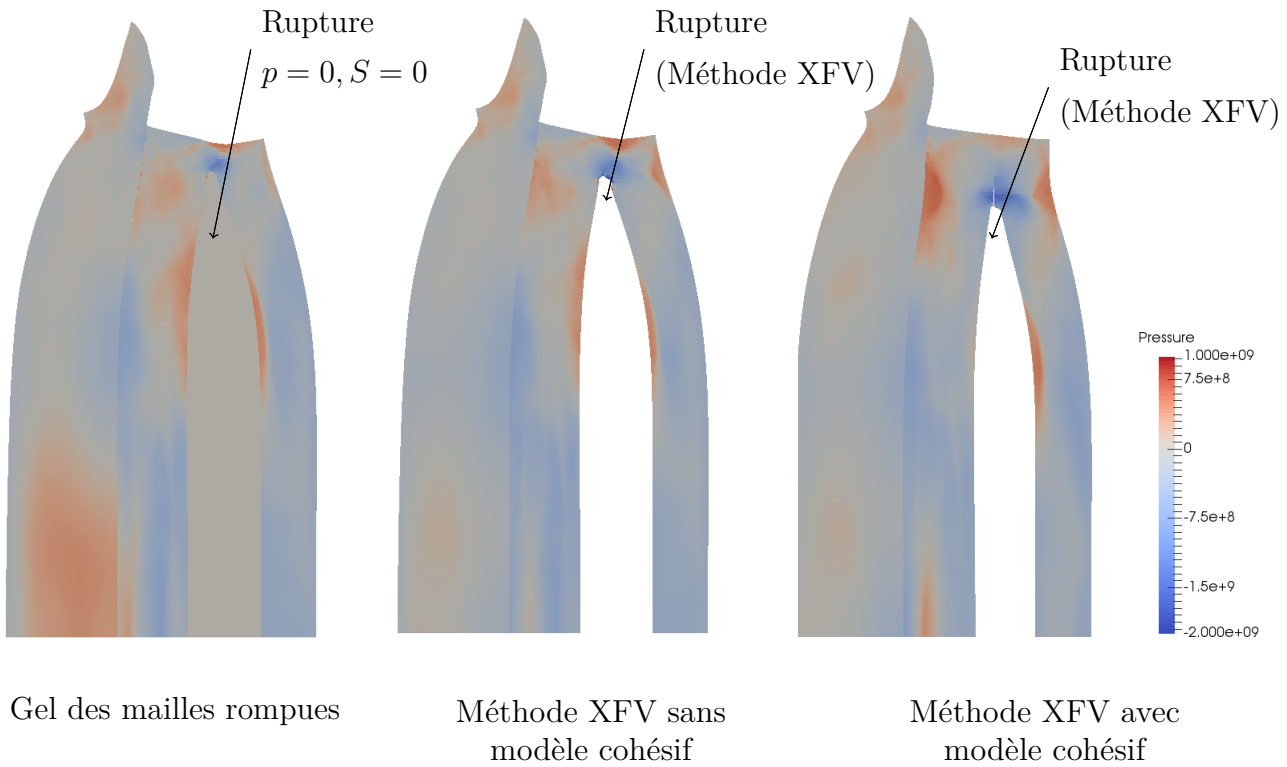 Rupture
p = 0, S = 0
Rupture
(Méthode XFV)
Rupture
(Méthode XFV)
Pressure
1.000e+09
7.5e+8
0
-7.5e+8
-1.5e+9
-2.000e+09
Gel des mailles rompues
Méthode XFV sans
modèle cohésif
Méthode XFV avec
modèle cohésif